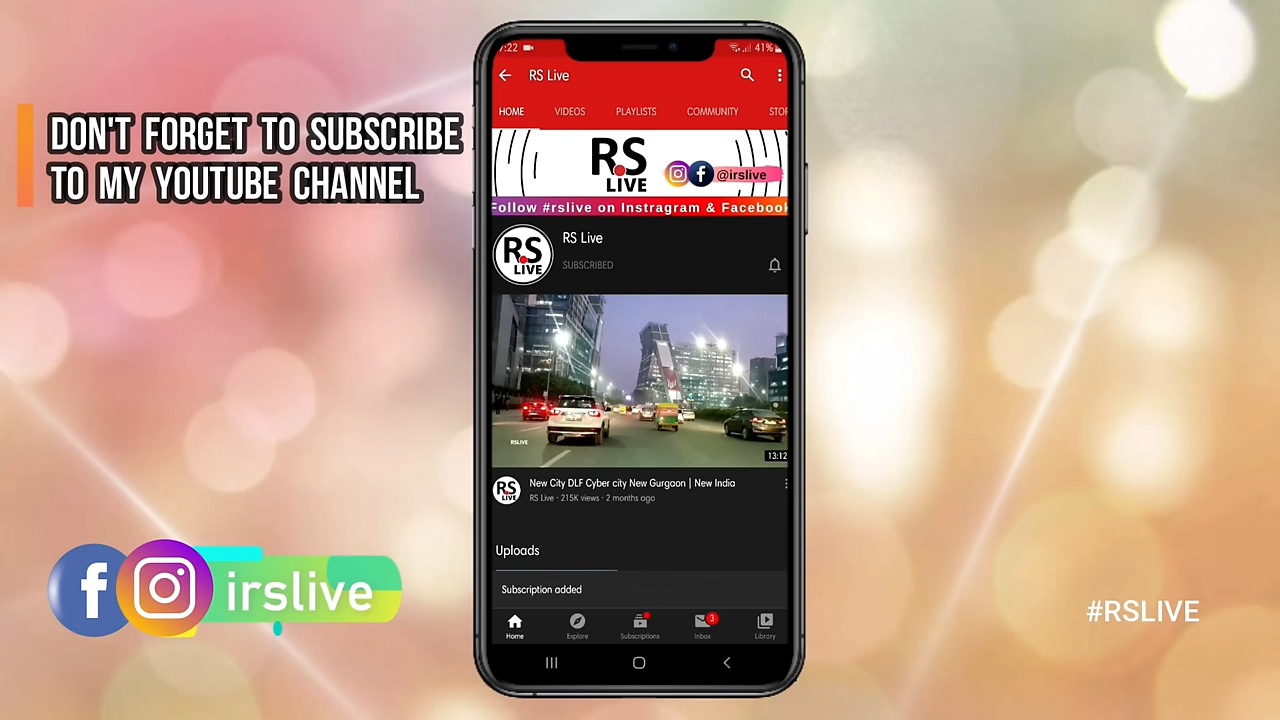 DON'T FORGET TO SUBSCRIBE
TO MY YOUTUBE CHANNEL
:22
41%
RS Live
HOME VIDEOS PLAYLISTS COMMUNITY STOR
RS
LIVE
@irslive
Follow #rslive on Instragram & Facebook
RS
LIVE
RS Live
SUBSCRIBED
RSLIVE
13:12
RS
LIVE
New City DLF Cyber city New Gurgaon | New India
RS Live · 215K views · 2 months ago
Uploads
Subscription added
3
Home Explore Subscriptions Inbox Library
f irslive
#RSLIVE